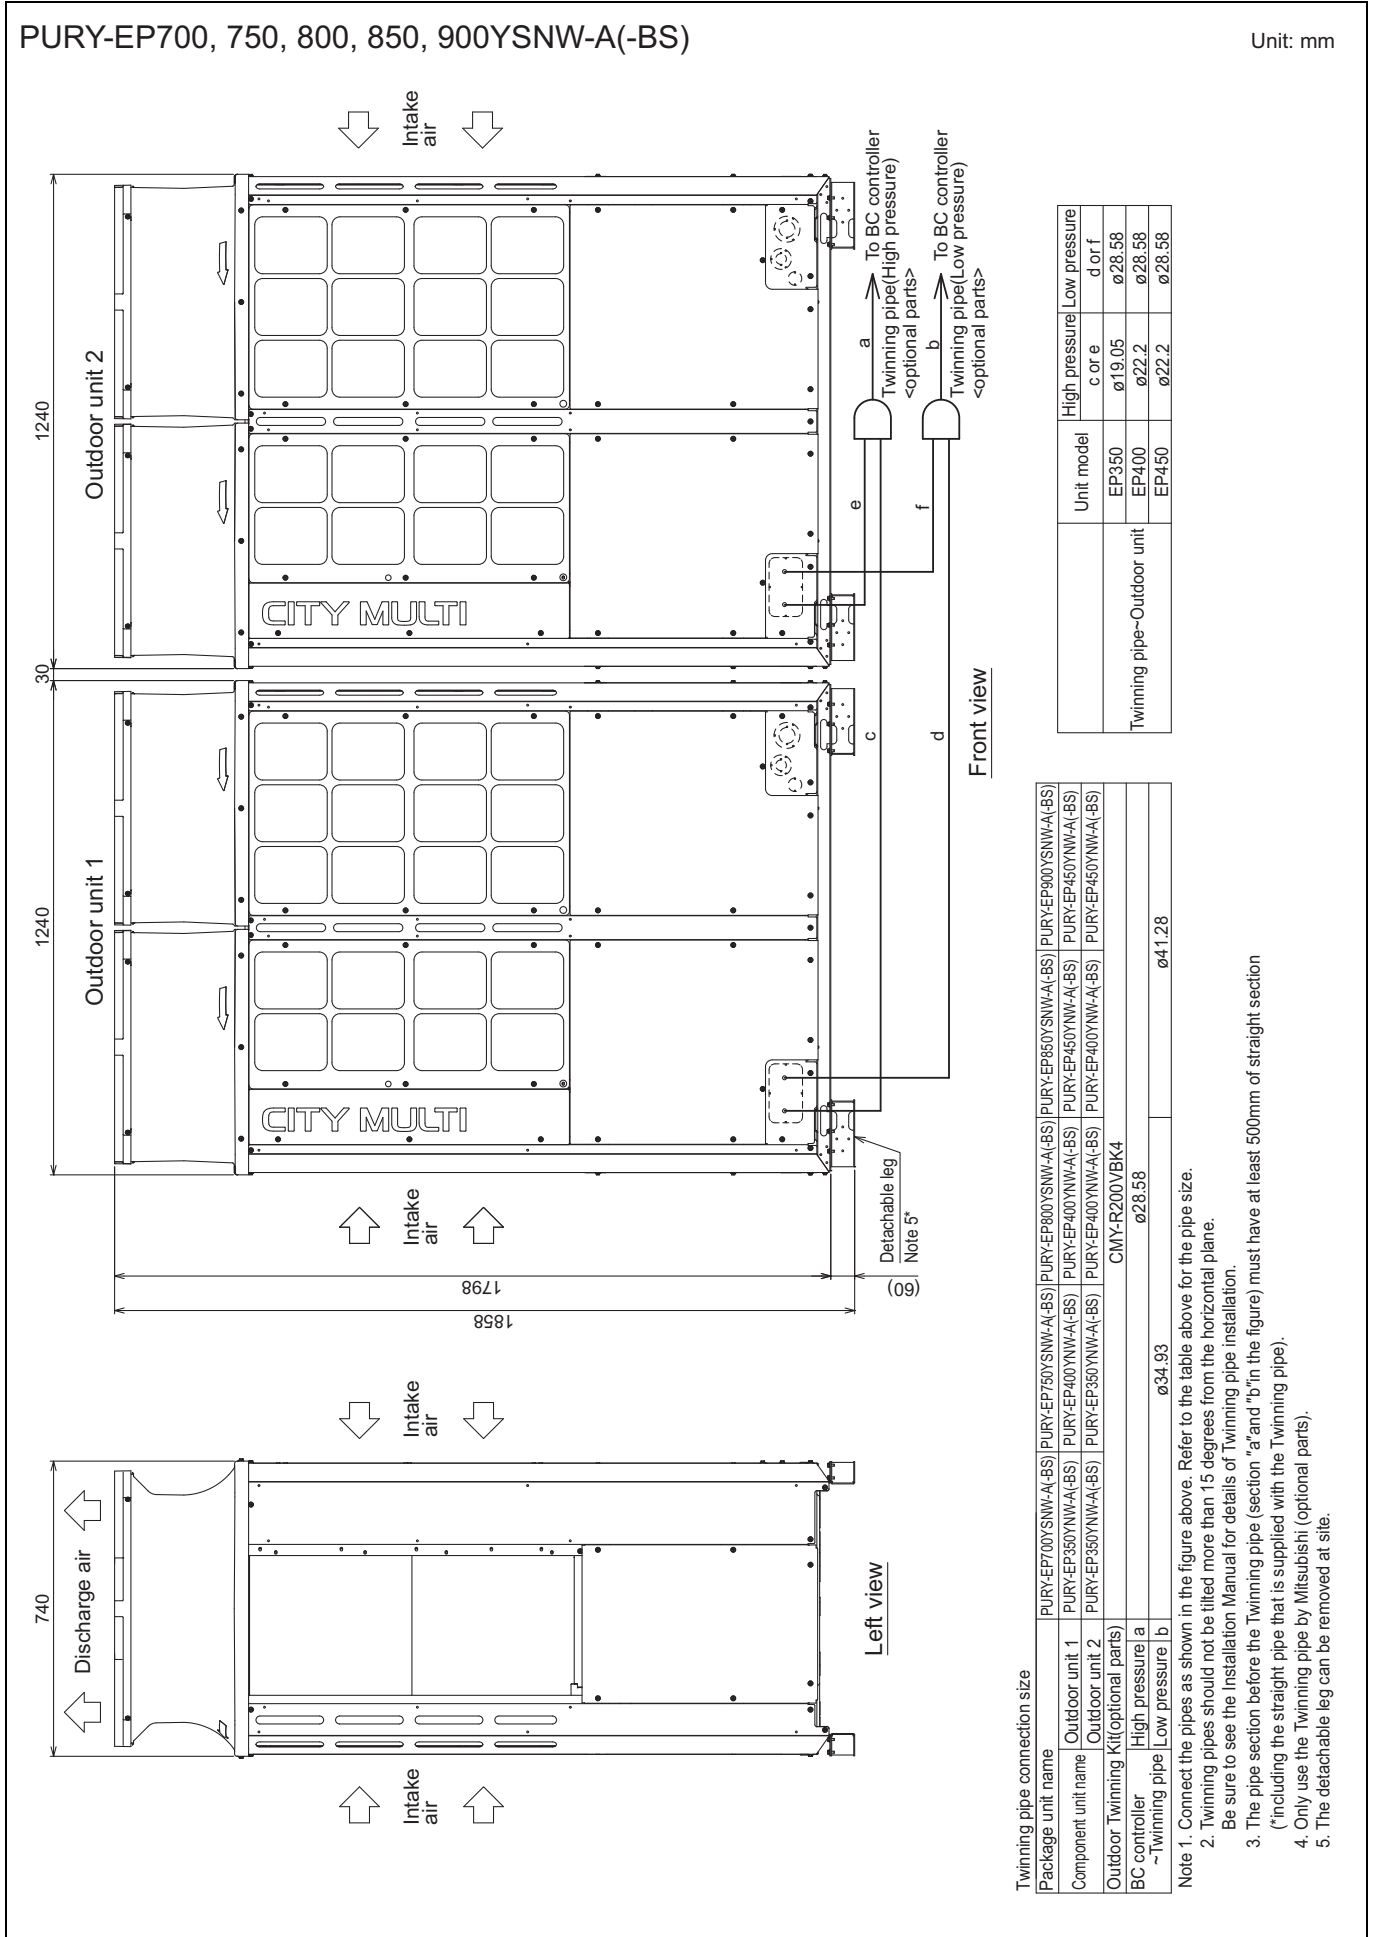 PURY-EP700, 750, 800, 850, 900YSNW-A(-BS)
Unit: mm
740
1240
30
1240
Discharge air
Outdoor unit 1
Outdoor unit 2
Intake
air
Intake
air
Intake
air
Intake
air
CITY MULTI
CITY MULTI
1858
1798
(60)
Detachable leg
Note 5*
a
To BC controller
Twinning pipe(High pressure)
<optional parts>
b
To BC controller
Twinning pipe(Low pressure)
<optional parts>
c
d
e
f
Left view
Front view
Twinning pipe connection size
Package unit name PURY-EP700YSNW-A(-BS) PURY-EP750YSNW-A(-BS) PURY-EP800YSNW-A(-BS) PURY-EP850YSNW-A(-BS) PURY-EP900YSNW-A(-BS)
Component unit name Outdoor unit 1 PURY-EP350YNW-A(-BS) PURY-EP400YNW-A(-BS) PURY-EP400YNW-A(-BS) PURY-EP450YNW-A(-BS) PURY-EP450YNW-A(-BS)
Outdoor unit 2 PURY-EP350YNW-A(-BS) PURY-EP350YNW-A(-BS) PURY-EP400YNW-A(-BS) PURY-EP400YNW-A(-BS) PURY-EP450YNW-A(-BS)
Outdoor Twinning Kit(optional parts) CMY-R200VBK4
BC controller High pressure a ø28.58
~Twinning pipe Low pressure b ø34.93 ø41.28
Unit model High pressure Low pressure
c or e d or f
Twinning pipe~Outdoor unit EP350 ø19.05 ø28.58
EP400 ø22.2 ø28.58
EP450 ø22.2 ø28.58
Note 1. Connect the pipes as shown in the figure above. Refer to the table above for the pipe size.
2. Twinning pipes should not be tilted more than 15 degrees from the horizontal plane.
Be sure to see the Installation Manual for details of Twinning pipe installation.
3. The pipe section before the Twinning pipe (section "a"and "b"in the figure) must have at least 500mm of straight section
(*including the straight pipe that is supplied with the Twinning pipe).
4. Only use the Twinning pipe by Mitsubishi (optional parts).
5. The detachable leg can be removed at site.